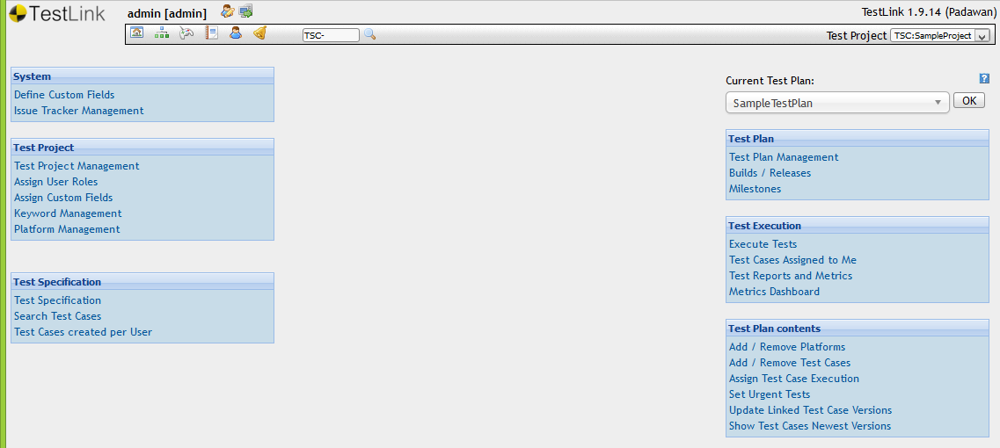 TestLink
admin [admin]
TestLink 1.9.14 (Padawan)
TSC-
Test Project TSC:SampleProject
System
Define Custom Fields
Issue Tracker Management
Test Project
Test Project Management
Assign User Roles
Assign Custom Fields
Keyword Management
Platform Management
Test Specification
Test Specification
Search Test Cases
Test Cases created per User
Current Test Plan:
?
SampleTestPlan
OK
Test Plan
Test Plan Management
Builds / Releases
Milestones
Test Execution
Execute Tests
Test Cases Assigned to Me
Test Reports and Metrics
Metrics Dashboard
Test Plan contents
Add / Remove Platforms
Add / Remove Test Cases
Assign Test Case Execution
Set Urgent Tests
Update Linked Test Case Versions
Show Test Cases Newest Versions